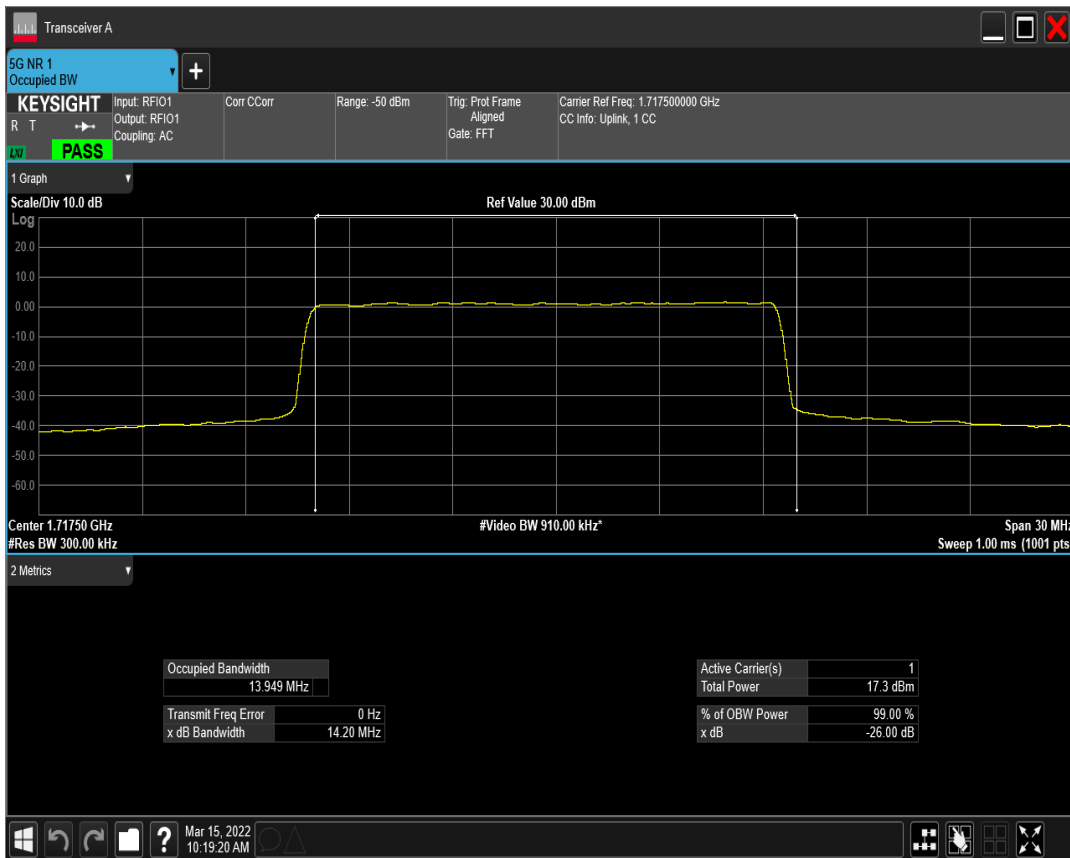 Transceiver A
5G NR 1
Occupied BW
+
KEYSIGHT
R T
LXI
PASS
Input: RFIO1
Output: RFIO1
Coupling: AC
Corr CCorr
Range: -50 dBm
Trig: Prot Frame
Aligned
Gate: FFT
Carrier Ref Freq: 1.717500000 GHz
CC Info: Uplink, 1 CC
1 Graph
Scale/Div 10.0 dB
Ref Value 30.00 dBm
Log
20.0
10.0
0.00
-10.0
-20.0
-30.0
-40.0
-50.0
-60.0
Center 1.71750 GHz
#Video BW 910.00 kHz*
Span 30 MHz
#Res BW 300.00 kHz
Sweep 1.00 ms (1001 pts
2 Metrics
Occupied Bandwidth
13.949 MHz
Transmit Freq Error 0 Hz
x dB Bandwidth 14.20 MHz
Active Carrier(s) 1
Total Power 17.3 dBm
% of OBW Power 99.00 %
x dB -26.00 dB
?
Mar 15, 2022
10:19:20 AM